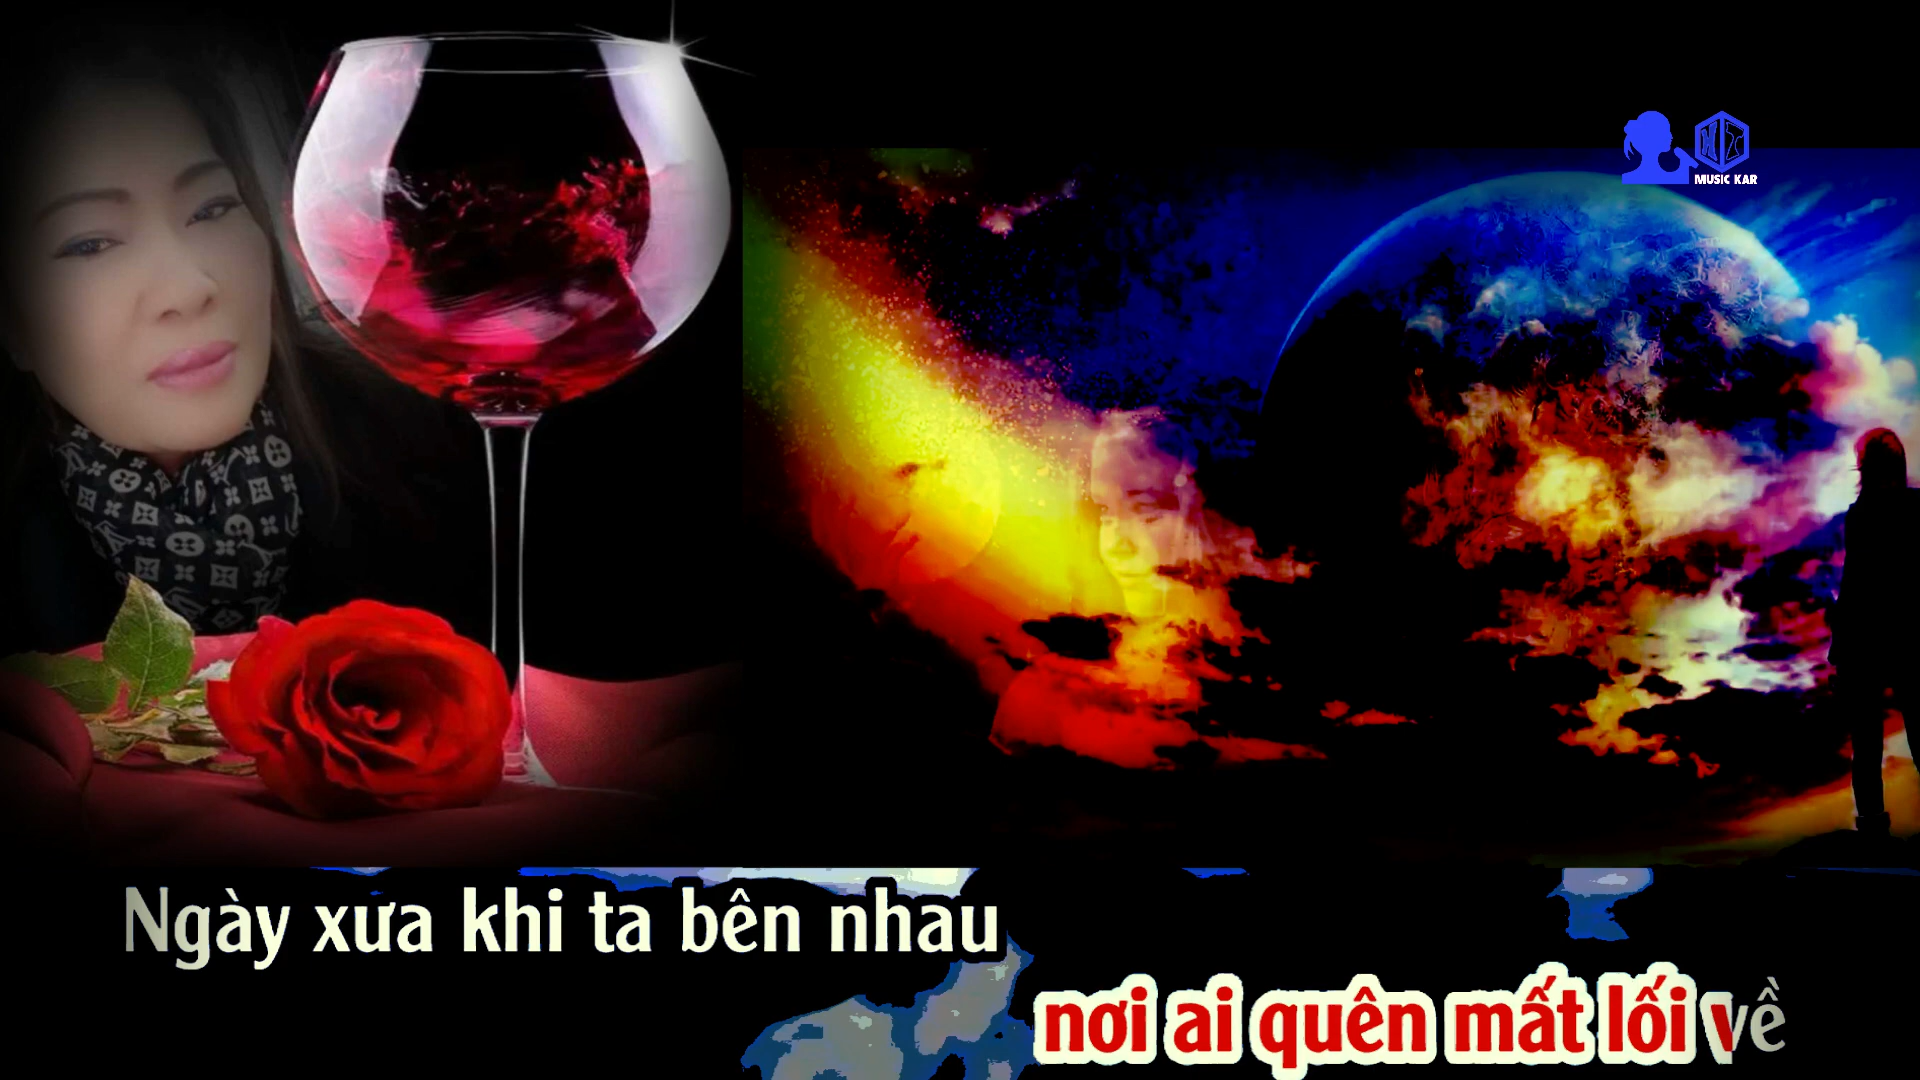 MUSIC KAR
Ngày xưa khi ta bên nhau
nơi ai quên mất lối về